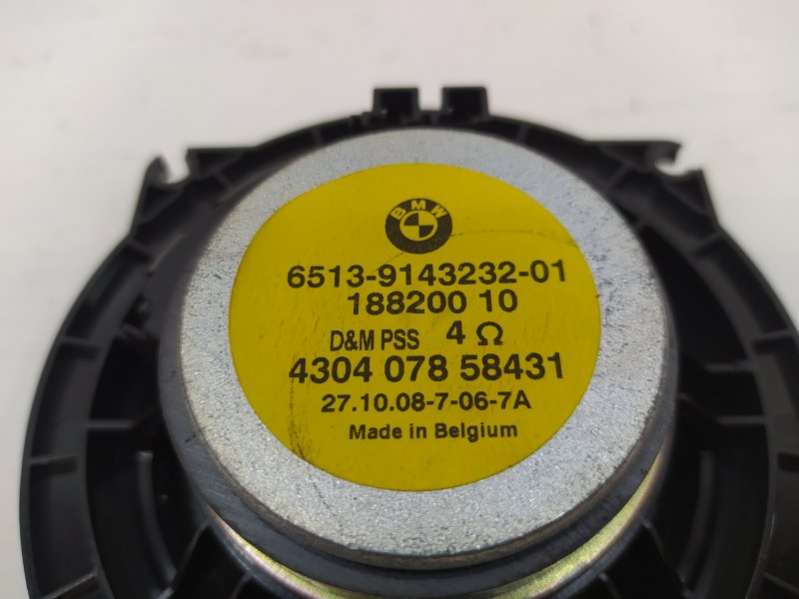 BMW
6513-9143232-01
188200 10
D&M PSS 4 Ω
4304 078 58431
27.10.08-7-06-7A
Made in Belgium